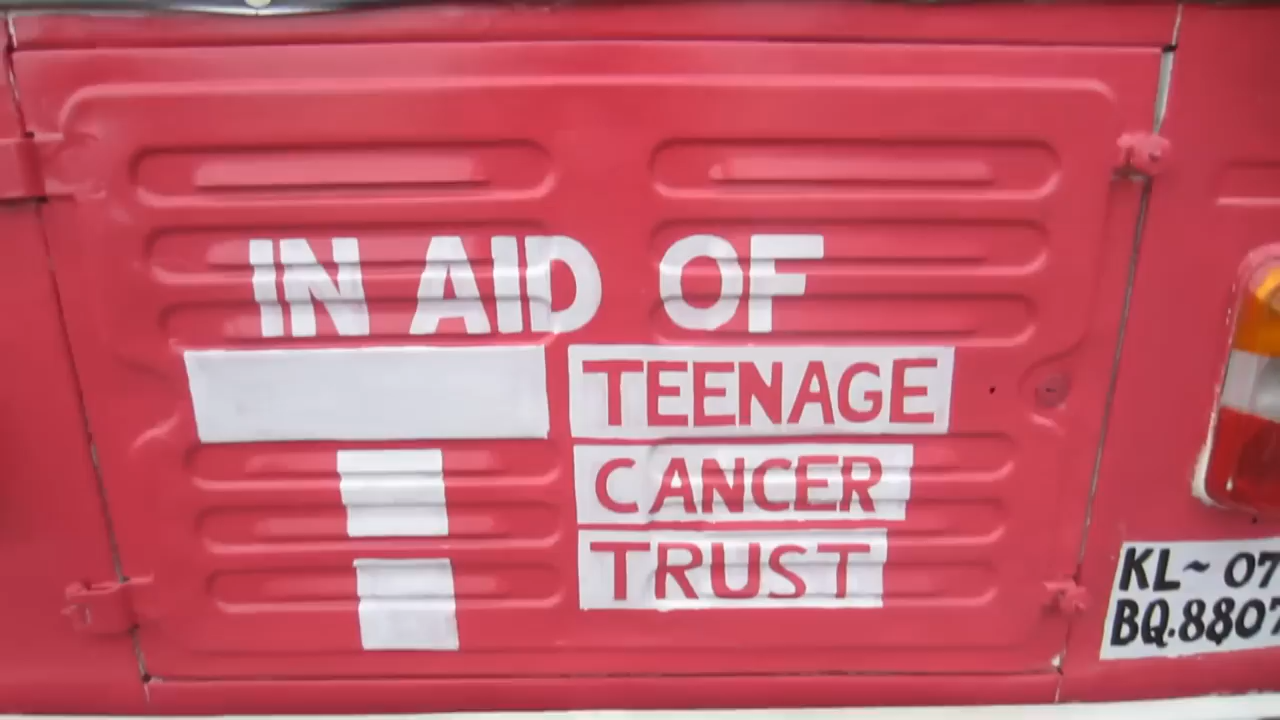 IN AID OF
TEENAGE
CANCER
TRUST
KL~07
BQ.8807